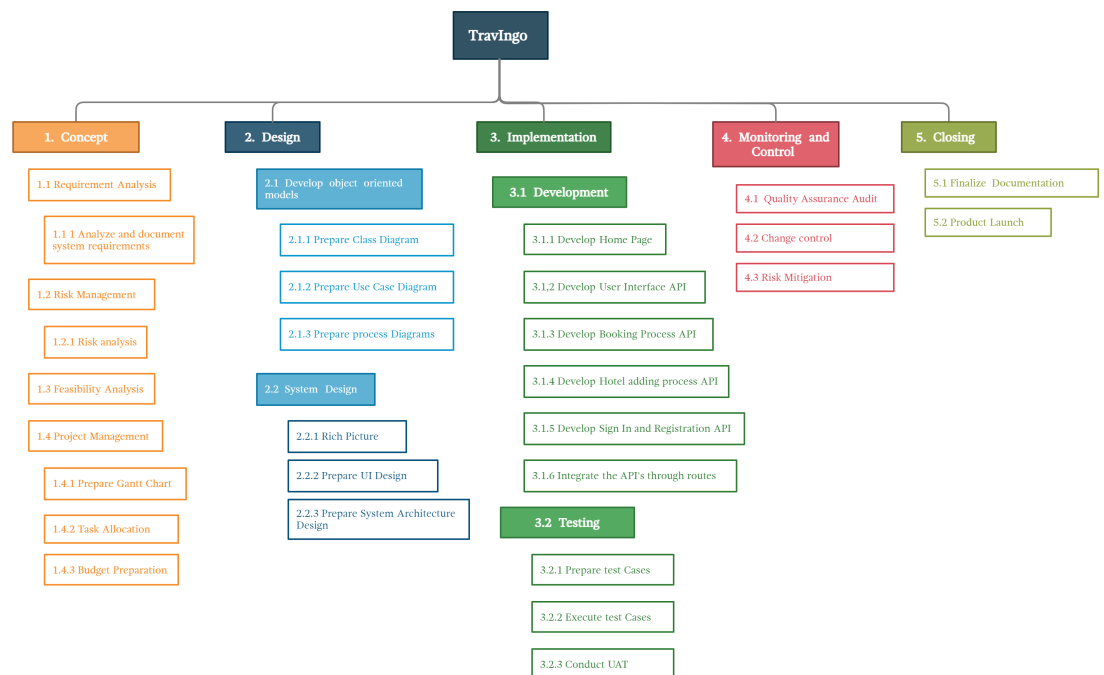 TravIngo
1. Concept
1.1 Requirement Analysis
1.1 1 Analyze and document
system requirements
1.2 Risk Management
1.2.1 Risk analysis
1.3 Feasibility Analysis
1.4 Project Management
1.4.1 Prepare Gantt Chart
1.4.2 Task Allocation
1.4.3 Budget Preparation
2. Design
2.1 Develop object oriented
models
2.1.1 Prepare Class Diagram
2.1.2 Prepare Use Case Diagram
2.1.3 Prepare process Diagrams
2.2 System Design
2.2.1 Rich Picture
2.2.2 Prepare UI Design
2.2.3 Prepare System Architecture
Design
3. Implementation
3.1 Development
3.1.1 Develop Home Page
3.1,2 Develop User Interface API
3.1.3 Develop Booking Process API
3.1.4 Develop Hotel adding process API
3.1.5 Develop Sign In and Registration API
3.1.6 Integrate the API's through routes
3.2 Testing
3.2.1 Prepare test Cases
3.2.2 Execute test Cases
3.2.3 Conduct UAT
4. Monitoring and
Control
4.1 Quality Assurance Audit
4.2 Change control
4.3 Risk Mitigation
5. Closing
5.1 Finalize Documentation
5.2 Product Launch